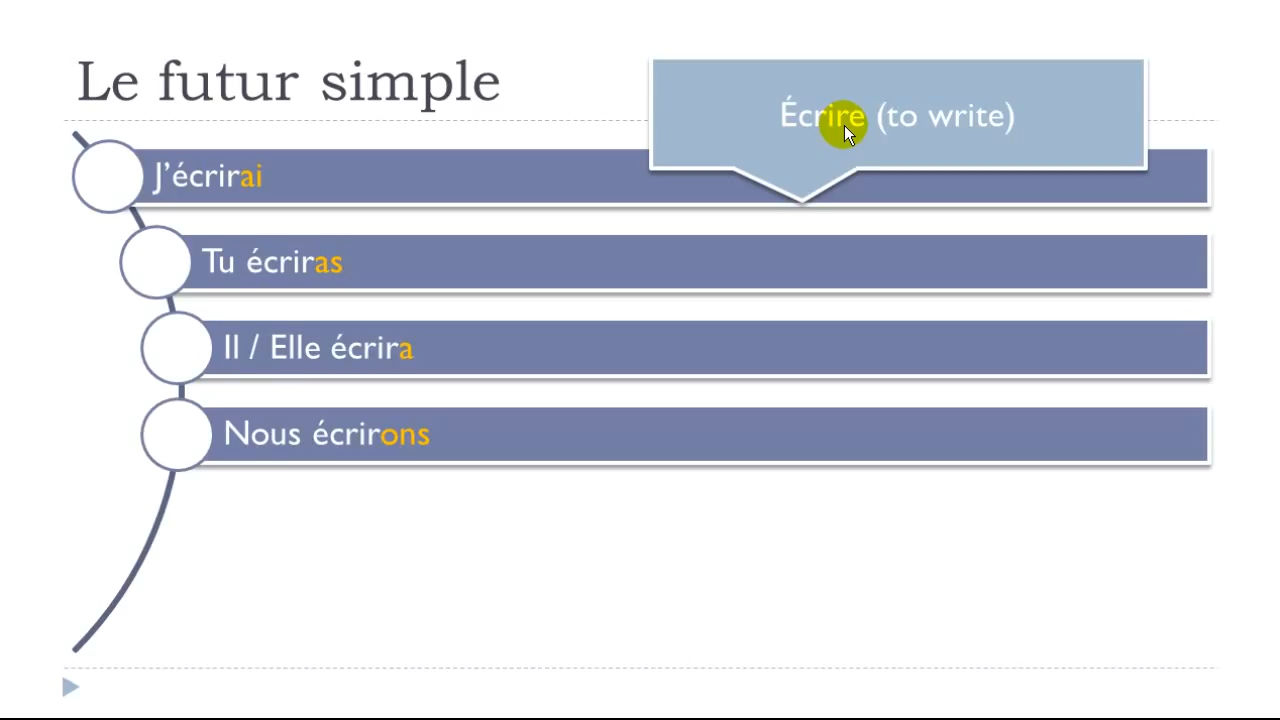 Le futur simple
Écrire (to write)
J’écrirai
Tu écriras
Il / Elle écrira
Nous écrirons